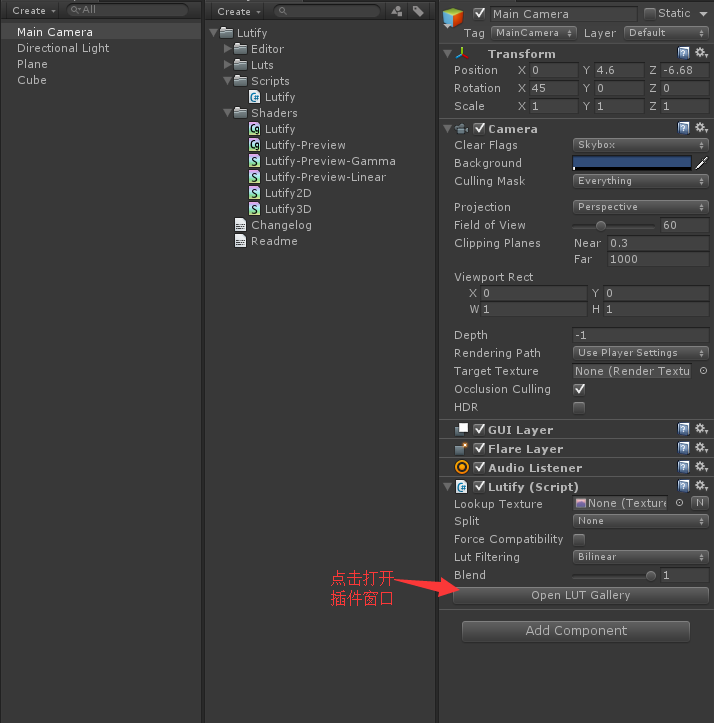 Create
All
Main Camera
Directional Light
Plane
Cube
Create
Lutify
Editor
Luts
Scripts
Lutify
Shaders
Lutify
Lutify-Preview
Lutify-Preview-Gamma
Lutify-Preview-Linear
Lutify2D
Lutify3D
Changelog
Readme
Main Camera Static
Tag MainCamera Layer Default
Transform
Position X 0 Y 4.6 Z -6.68
Rotation X 45 Y 0 Z 0
Scale X 1 Y 1 Z 1
Camera
Clear Flags Skybox
Background
Culling Mask Everything
Projection Perspective
Field of View 60
Clipping Planes Near 0.3
Far 1000
Viewport Rect
X 0 Y 0
W 1 H 1
Depth -1
Rendering Path Use Player Settings
Target Texture None (Render Textu
Occlusion Culling
HDR
GUI Layer
Flare Layer
Audio Listener
Lutify (Script)
Lookup Texture None (Texture N
Split None
Force Compatibility
Lut Filtering Bilinear
Blend 1
Open LUT Gallery
Add Component
点击打开
插件窗口